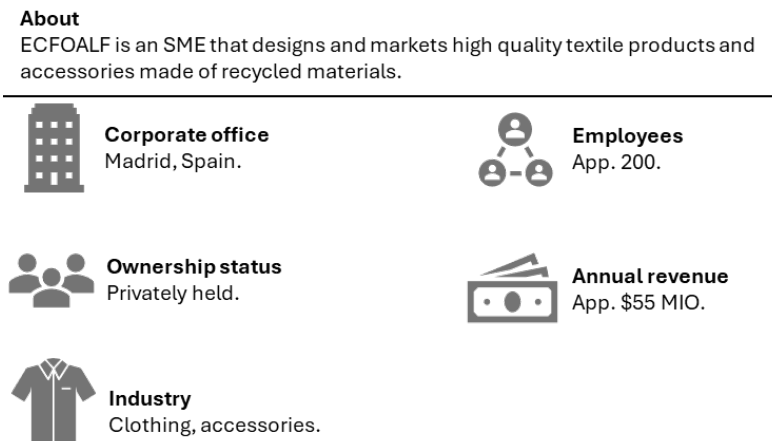 About
ECFOALF is an SME that designs and markets high quality textile products and
accessories made of recycled materials.
Corporate office
Madrid, Spain.
Employees
App. 200.
Ownership status
Privately held.
Annual revenue
App. $55 MIO.
Industry
Clothing, accessories.